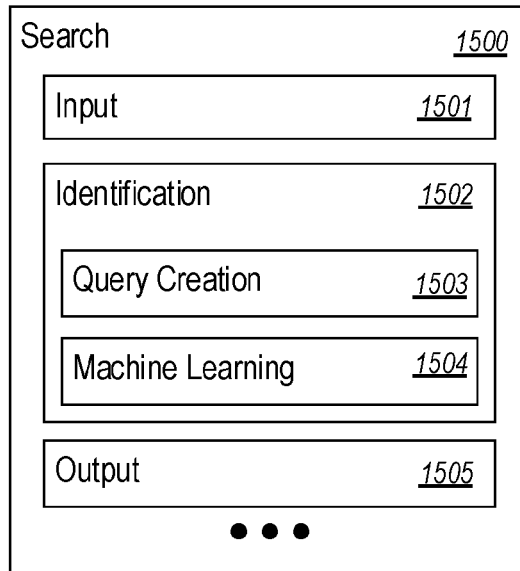 Search 1500
Input 1501
Identification 1502
Query Creation 1503
Machine Learning 1504
Output 1505